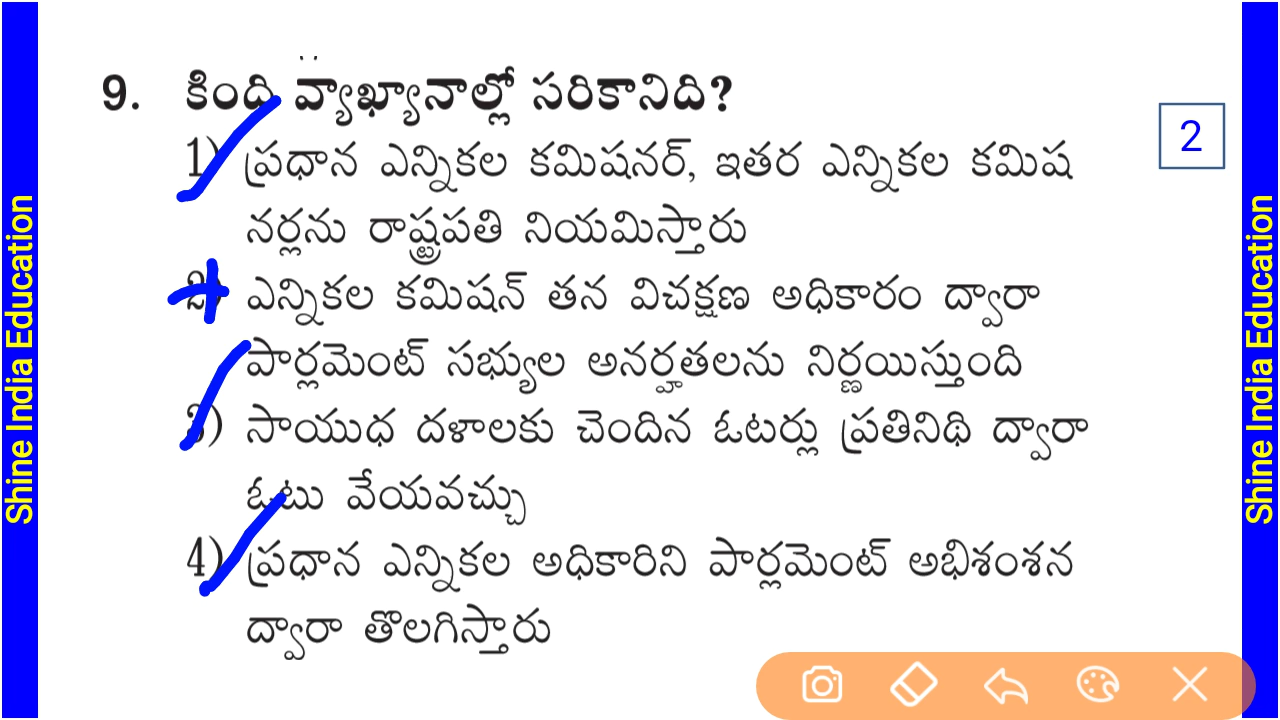 Shine India Education
9. కింది వ్యాఖ్యానాల్లో సరికానిది?
2
1) ప్రధాన ఎన్నికల కమిషనర్, ఇతర ఎన్నికల కమిష
నర్లను రాష్ట్రపతి నియమిస్తారు
2) ఎన్నికల కమిషన్ తన విచక్షణ అధికారం ద్వారా
పార్లమెంట్ సభ్యుల అనర్హతలను నిర్ణయిస్తుంది
3) సాయుధ దళాలకు చెందిన ఓటర్లు ప్రతినిథి ద్వారా
ఓటు వేయవచ్చు
4) ప్రధాన ఎన్నికల అధికారిని పార్లమెంట్ అభిశంశన
ద్వారా తొలగిస్తారు
Shine India Education